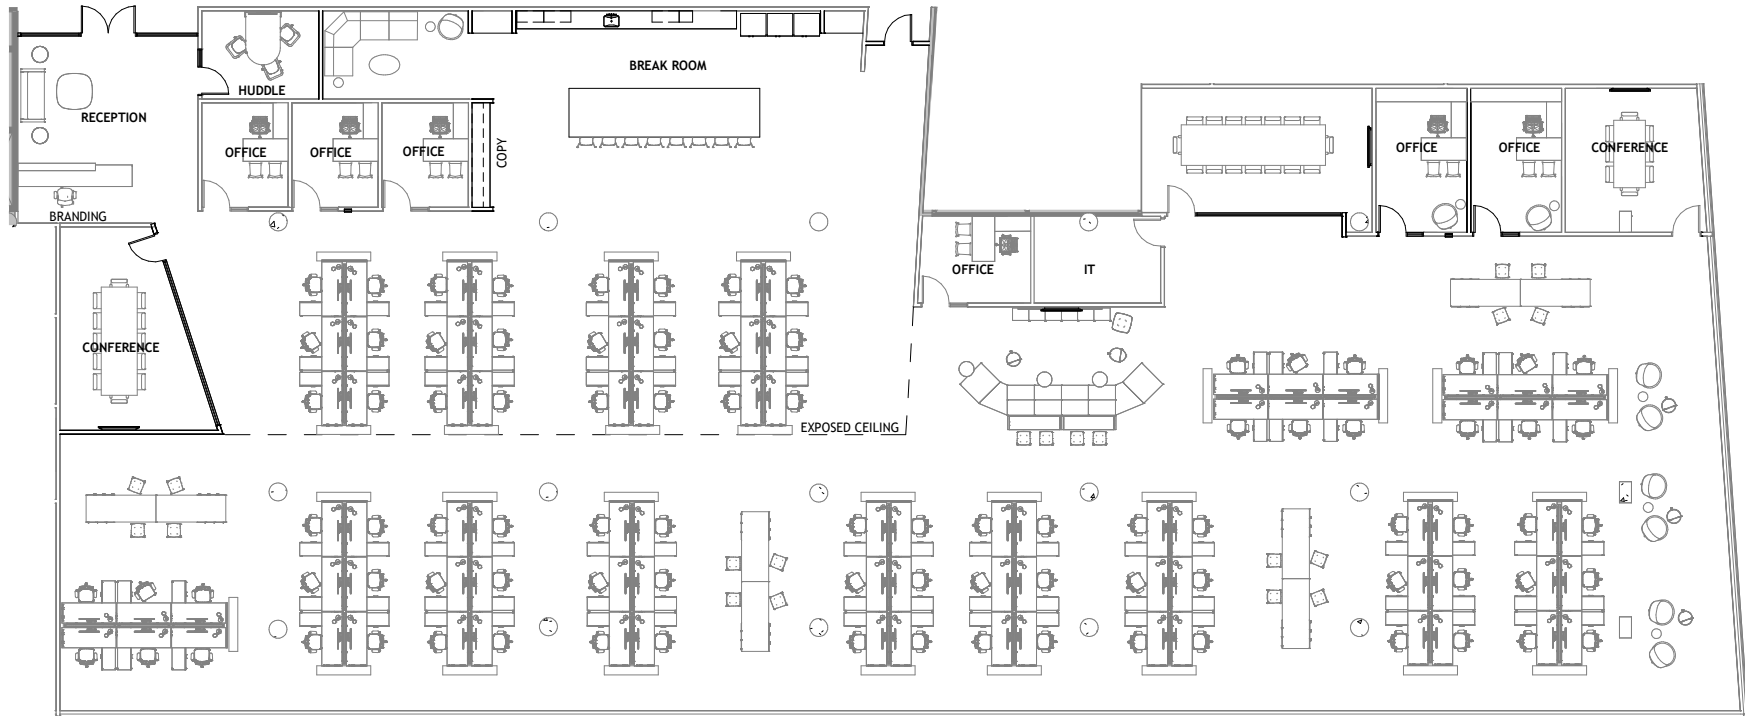 BREAK ROOM
HUDDLE
RECEPTION
OFFICE
OFFICE
OFFICE
COPY
OFFICE
OFFICE
CONFERENCE
BRANDING
OFFICE
IT
CONFERENCE
EXPOSED CEILING